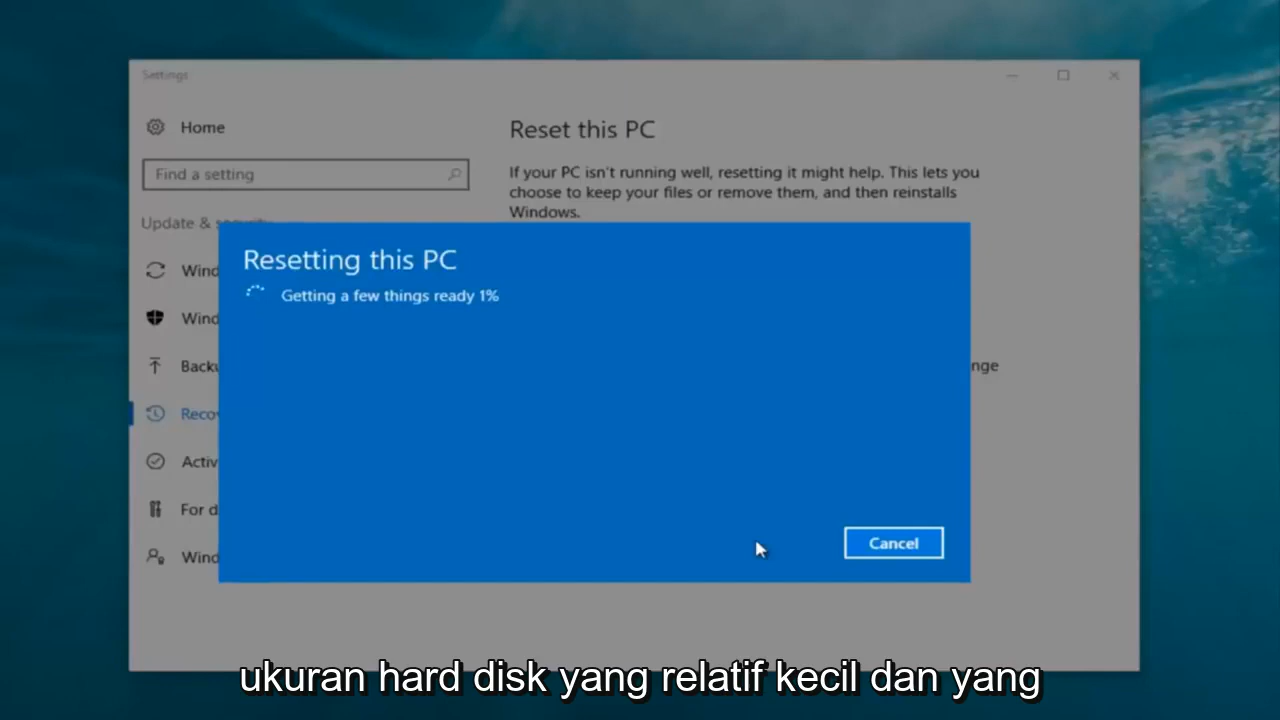 Settings
Home
Find a setting
Update & security
Wind
Wind
Backu
Recov
Activ
For d
Wind
Reset this PC
If your PC isn't running well, resetting it might help. This lets you
choose to keep your files or remove them, and then reinstalls
Windows.
nge
Resetting this PC
Getting a few things ready 1%
Cancel
ukuran hard disk yang relatif kecil dan yang